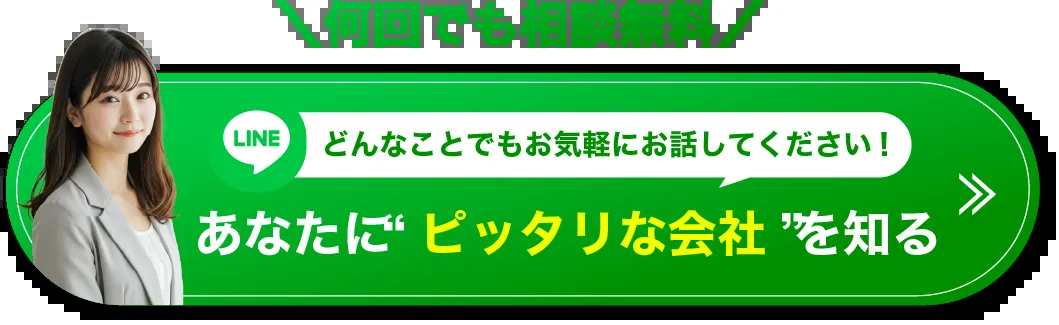 ＼何回でも相談無料／
LINE
どんなことでもお気軽にお話してください！
あなたに“ピッタリな会社”を知る